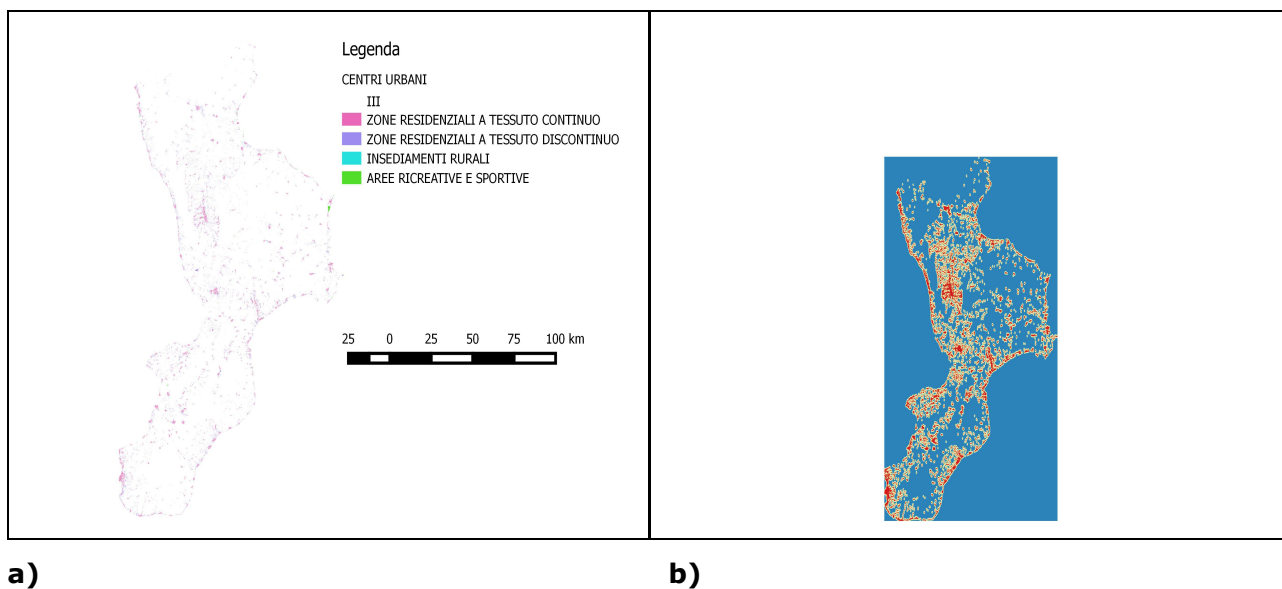 Legenda
CENTRI URBANI
III
ZONE RESIDENZIALI A TESSUTO CONTINUO
ZONE RESIDENZIALI A TESSUTO DISCONTINUO
INSEDIAMENTI RURALI
AREE RICREATIVE E SPORTIVE
25 0 25 50 75 100 km
a) b)